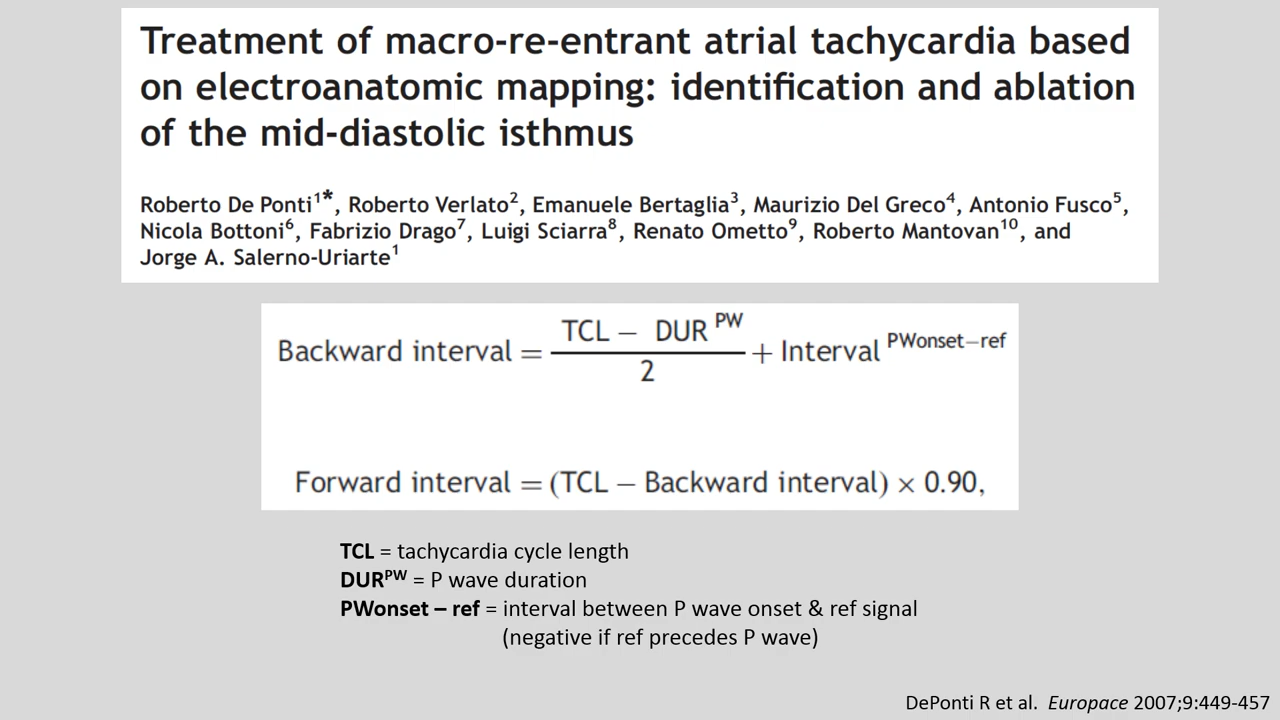 Treatment of macro-re-entrant atrial tachycardia based
on electroanatomic mapping: identification and ablation
of the mid-diastolic isthmus
Roberto De Ponti¹*, Roberto Verlato², Emanuele Bertaglia³, Maurizio Del Greco⁴, Antonio Fusco⁵,
Nicola Bottoni⁶, Fabrizio Drago⁷, Luigi Sciarra⁸, Renato Ometto⁹, Roberto Mantovan¹⁰, and
Jorge A. Salerno-Uriarte¹
Backward interval = (TCL − DUR^PW) / 2 + Interval^PWonset−ref
Forward interval = (TCL − Backward interval) × 0.90,
TCL = tachycardia cycle length
DUR^PW = P wave duration
PWonset – ref = interval between P wave onset & ref signal
(negative if ref precedes P wave)
DePonti R et al. Europace 2007;9:449-457